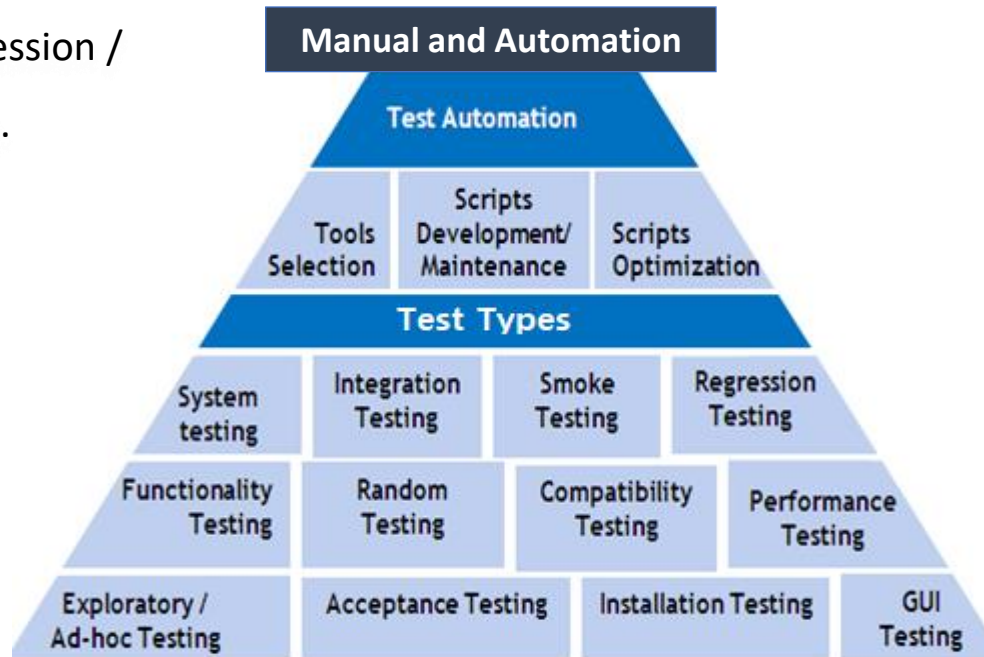 ession /
.
Manual and Automation
Test Automation
Tools
Selection
Scripts
Development/
Maintenance
Scripts
Optimization
Test Types
System
testing
Integration
Testing
Smoke
Testing
Regression
Testing
Functionality
Testing
Random
Testing
Compatibility
Testing
Performance
Testing
Exploratory /
Ad-hoc Testing
Acceptance Testing
Installation Testing
GUI
Testing